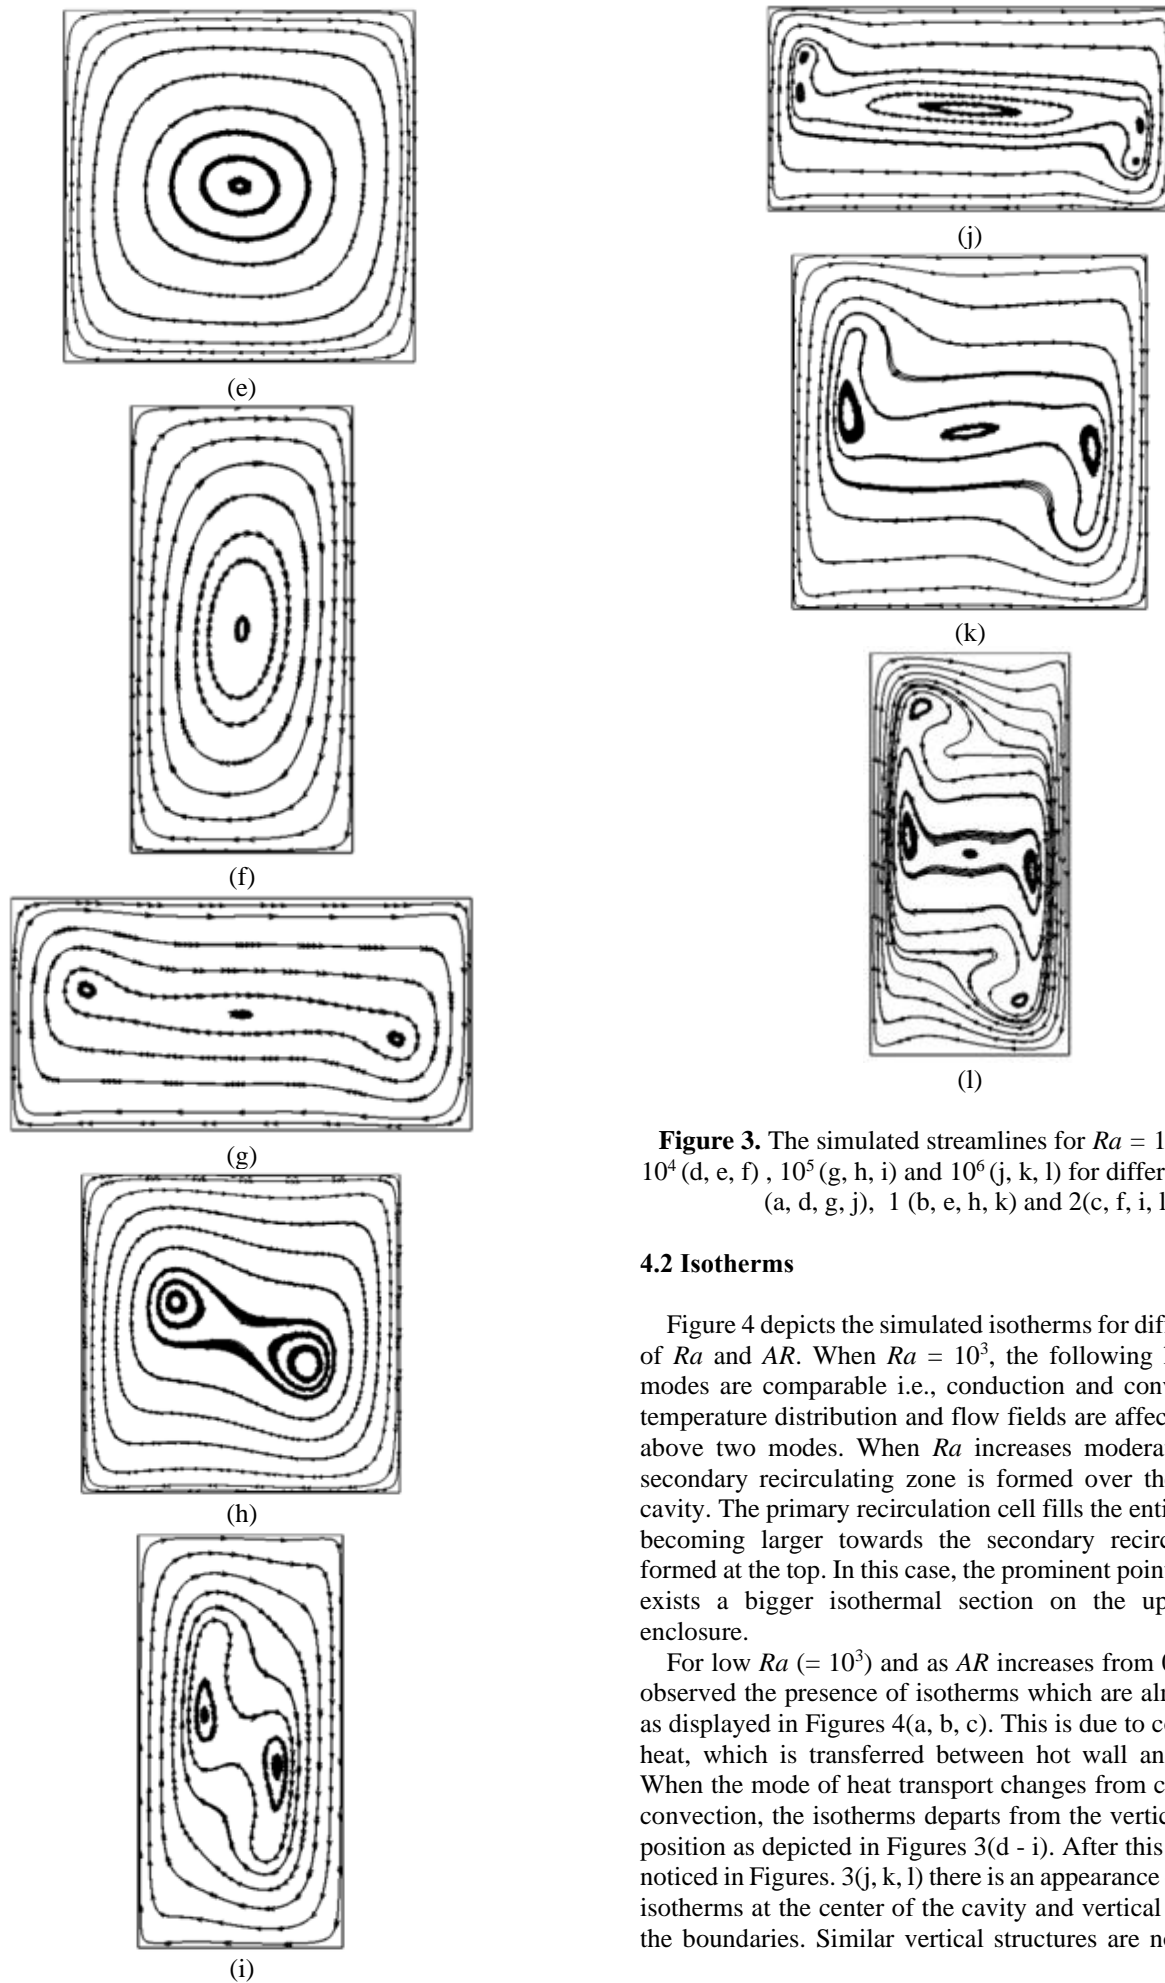 (e)
(f)
(g)
(h)
(i)
(j)
(k)
(l)
Figure 3. The simulated streamlines for Ra = 1
10⁴ (d, e, f) , 10⁵ (g, h, i) and 10⁶ (j, k, l) for differ
(a, d, g, j), 1 (b, e, h, k) and 2(c, f, i, l
4.2 Isotherms
Figure 4 depicts the simulated isotherms for diff
of Ra and AR. When Ra = 10³, the following
modes are comparable i.e., conduction and conv
temperature distribution and flow fields are affec
above two modes. When Ra increases modera
secondary recirculating zone is formed over th
cavity. The primary recirculation cell fills the enti
becoming larger towards the secondary recirc
formed at the top. In this case, the prominent point
exists a bigger isothermal section on the up
enclosure.
For low Ra (= 10³) and as AR increases from 0
observed the presence of isotherms which are alr
as displayed in Figures 4(a, b, c). This is due to co
heat, which is transferred between hot wall an
When the mode of heat transport changes from c
convection, the isotherms departs from the vertic
position as depicted in Figures 3(d - i). After this
noticed in Figures. 3(j, k, l) there is an appearance
isotherms at the center of the cavity and vertical
the boundaries. Similar vertical structures are no